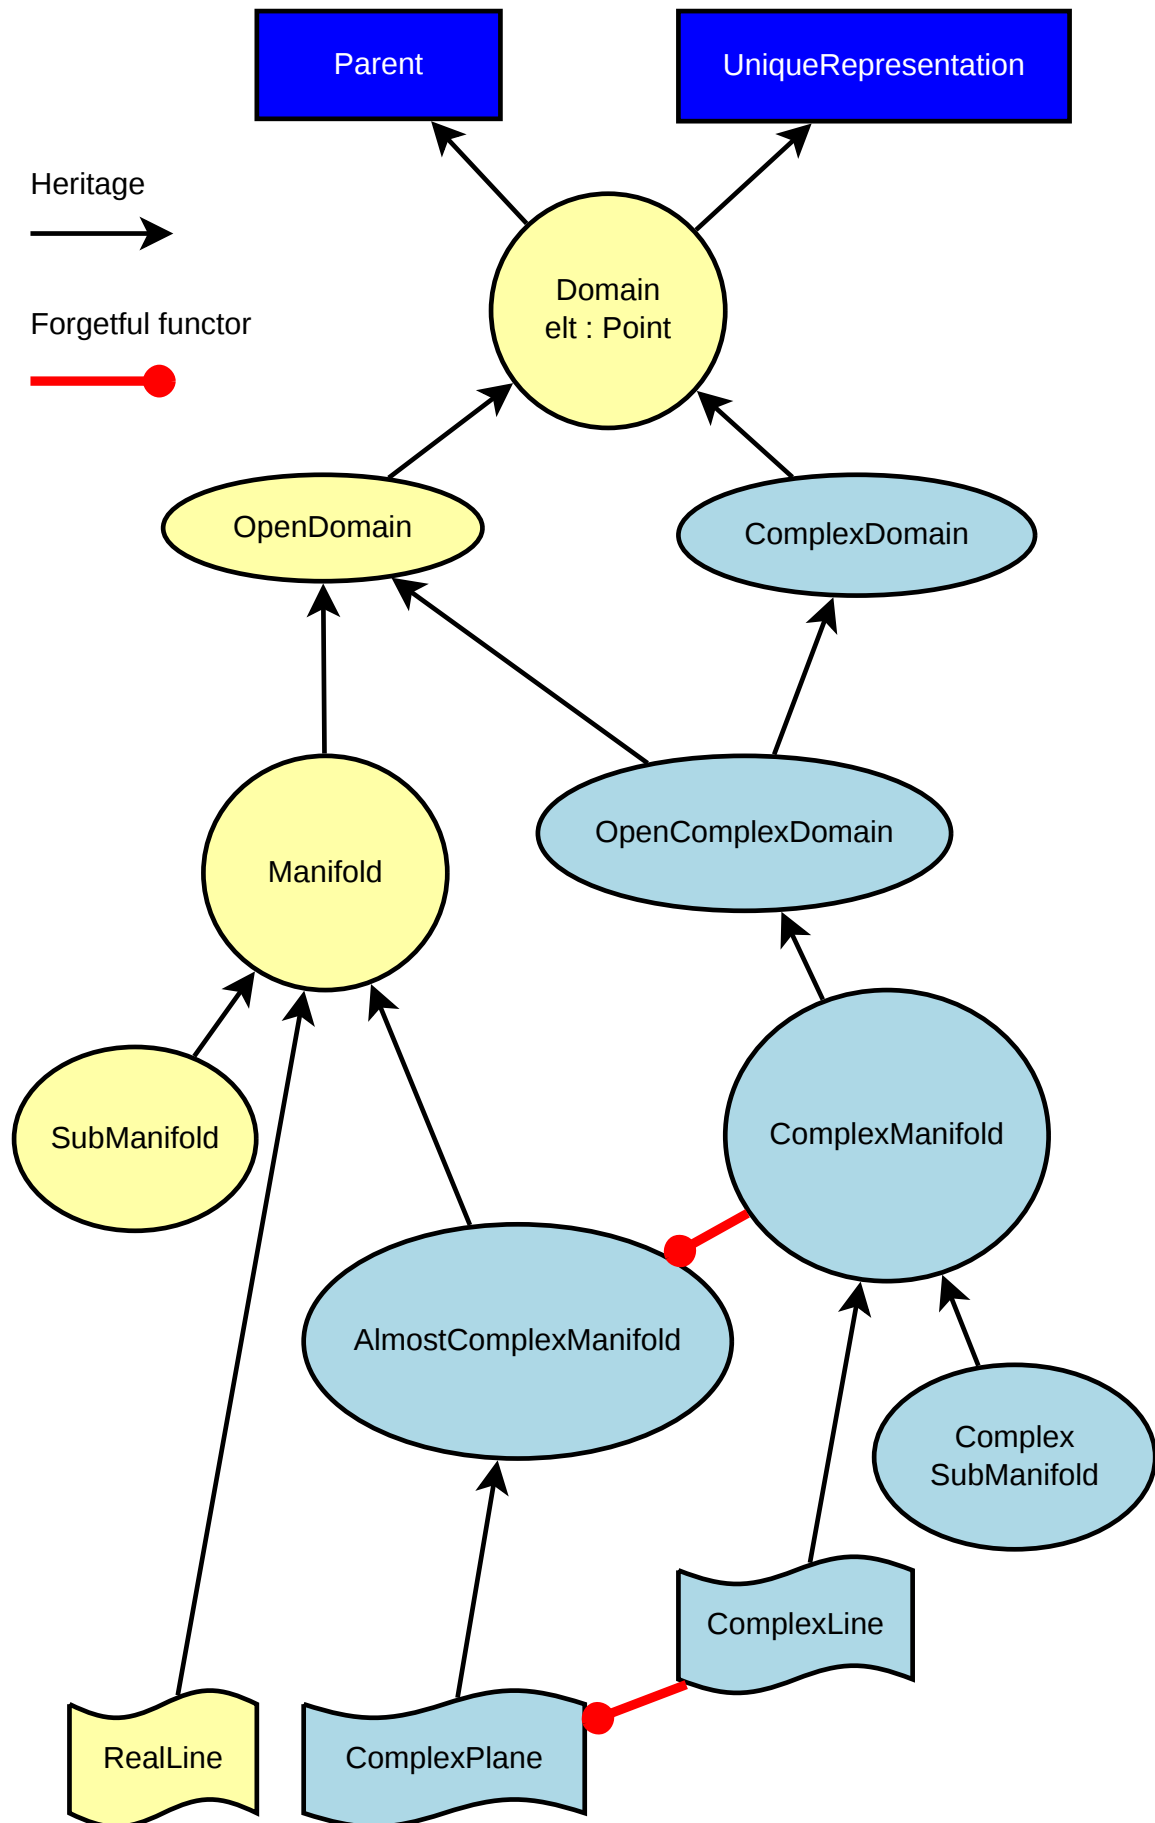 Parent
UniqueRepresentation
Heritage
Forgetful functor
Domain
elt : Point
OpenDomain
ComplexDomain
OpenComplexDomain
Manifold
SubManifold
ComplexManifold
AlmostComplexManifold
Complex
SubManifold
ComplexLine
RealLine
ComplexPlane